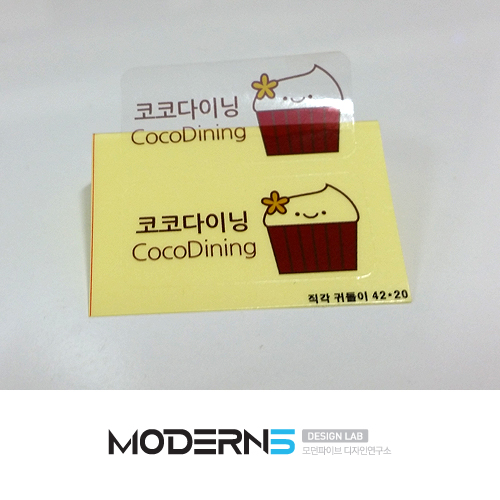 코코다이닝
CocoDining
코코다이닝
CocoDining
직각 귀돌이 42*20
MODERN5
DESIGN LAB
모던파이브 디자인연구소